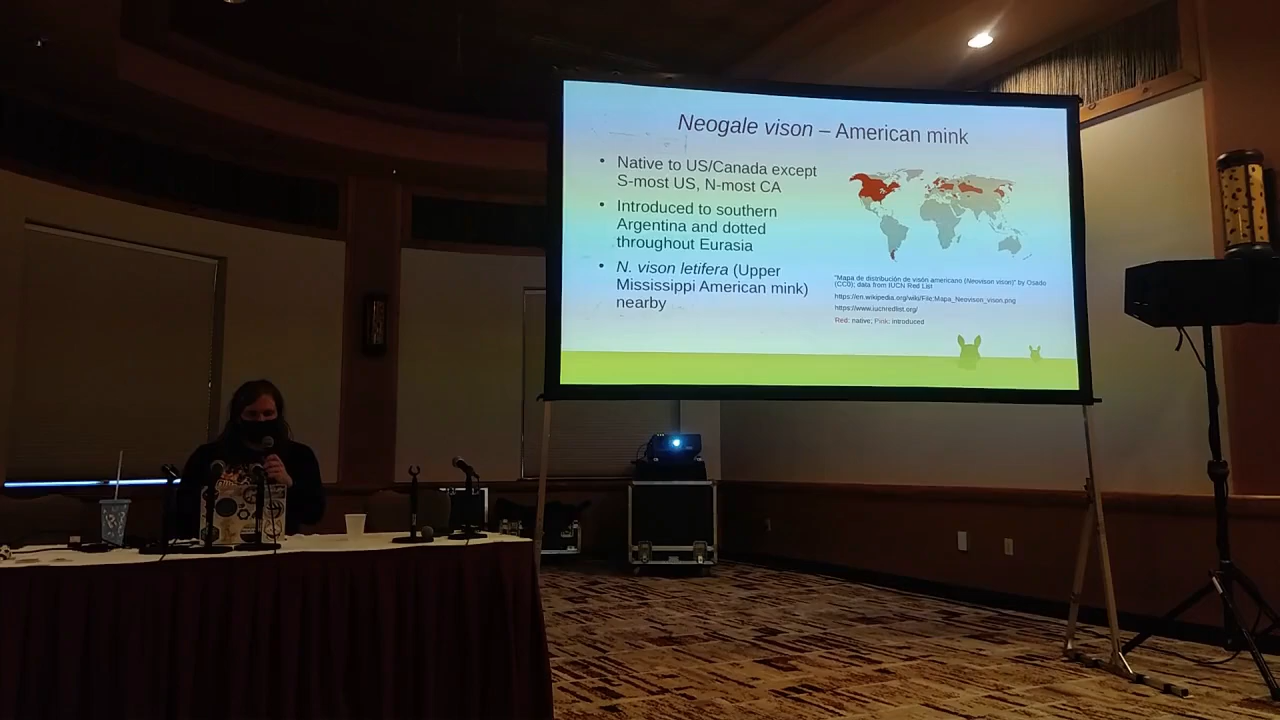 Neogale vison – American mink
• Native to US/Canada except
S-most US, N-most CA
• Introduced to southern
Argentina and dotted
throughout Eurasia
• N. vison letifera (Upper
Mississippi American mink)
nearby
"Mapa de distribución de visón americano (Neovison vison)" by Osado
(CC0); data from IUCN Red List
https://en.wikipedia.org/wiki/File:Mapa_Neovison_vison.png
https://www.iucnredlist.org/
Red: native; Pink: introduced